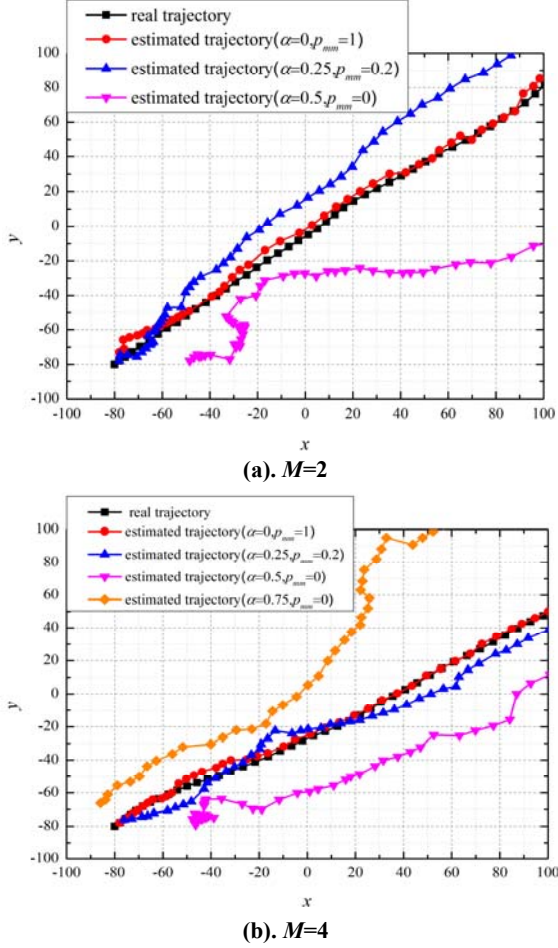 real trajectory
estimated trajectory(α=0,pmm=1)
estimated trajectory(α=0.25,pmm=0.2)
estimated trajectory(α=0.5,pmm=0)
100
80
60
40
20
0
-20
-40
-60
-80
-100
y
-100 -80 -60 -40 -20 0 20 40 60 80 100
x
(a). M=2
real trajectory
estimated trajectory(α=0,pmm=1)
estimated trajectory(α=0.25,pmm=0.2)
estimated trajectory(α=0.5,pmm=0)
estimated trajectory(α=0.75,pmm=0)
100
80
60
40
20
0
-20
-40
-60
-80
-100
y
-100 -80 -60 -40 -20 0 20 40 60 80 100
x
(b). M=4